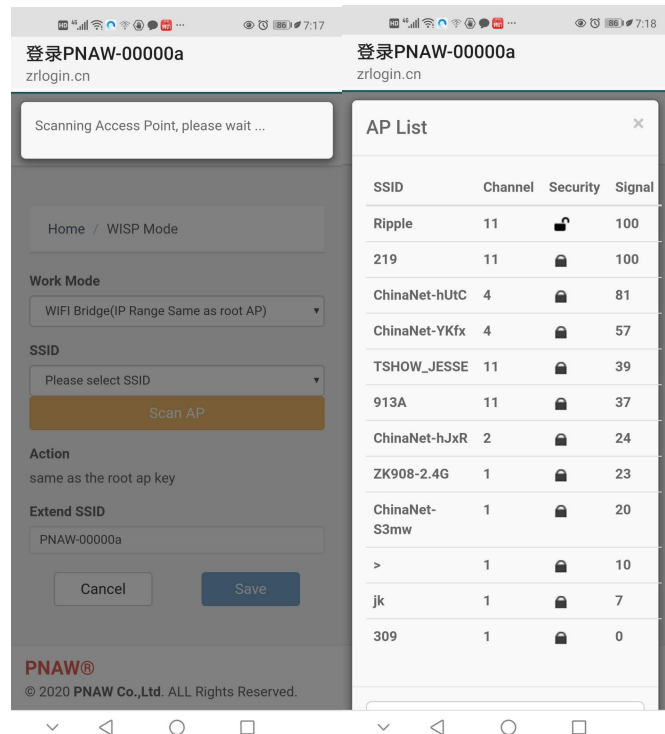 HD 4G 86 7:17
登录PNAW-00000a
zrlogin.cn
Scanning Access Point, please wait ...
Home / WISP Mode
Work Mode
WIFI Bridge(IP Range Same as root AP)
SSID
Please select SSID
Scan AP
Action
same as the root ap key
Extend SSID
PNAW-00000a
Cancel Save
PNAW®
© 2020 PNAW Co.,Ltd. ALL Rights Reserved.
HD 4G 86 7:18
登录PNAW-00000a
zrlogin.cn
AP List ×
SSID Channel Security Signal
Ripple 11 100
219 11 100
ChinaNet-hUtC 4 81
ChinaNet-YKfx 4 57
TSHOW_JESSE 11 39
913A 11 37
ChinaNet-hJxR 2 24
ZK908-2.4G 1 23
ChinaNet-
S3mw 1 20
> 1 10
jk 1 7
309 1 0